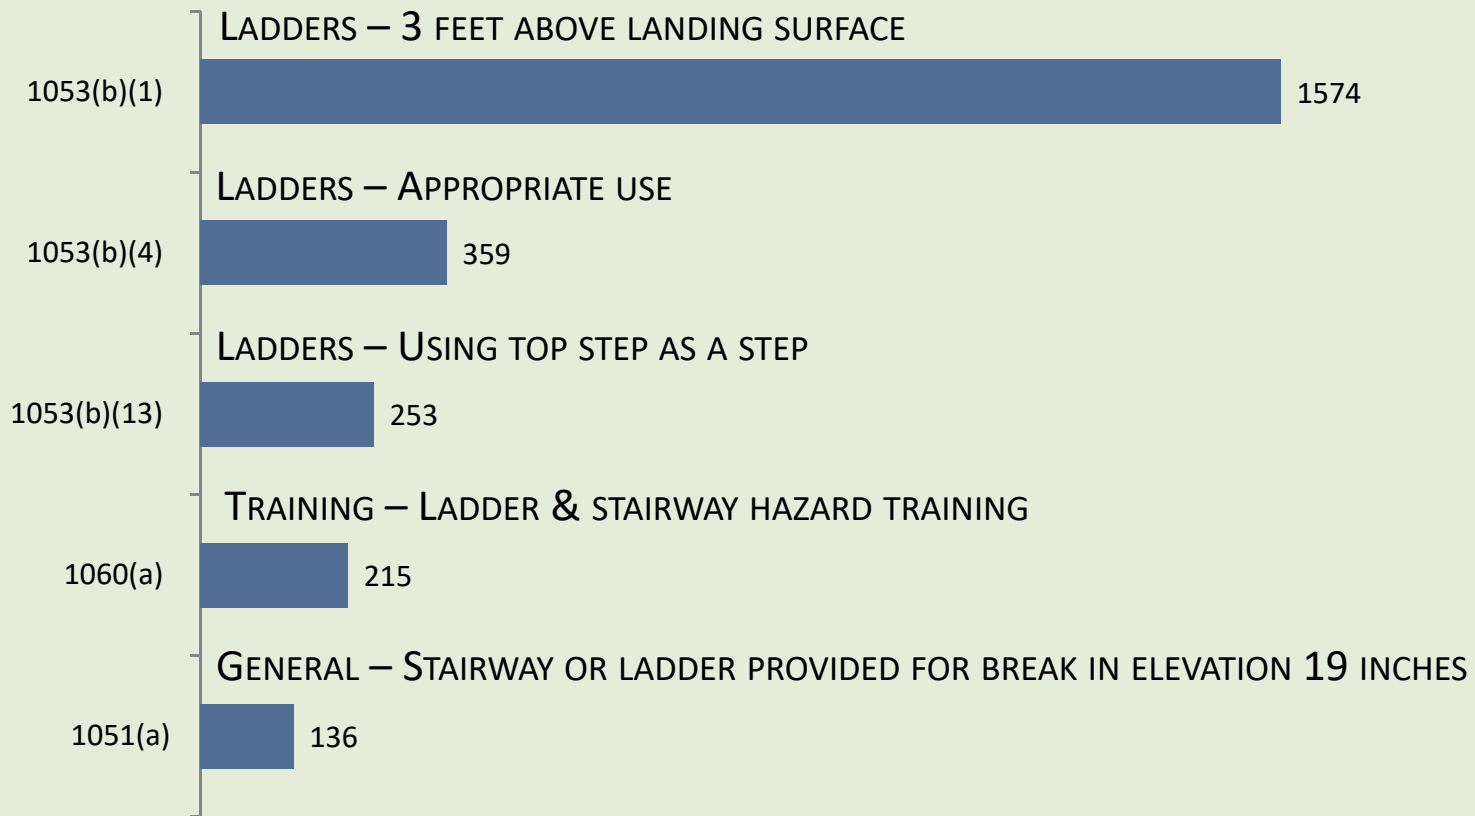 LADDERS – 3 FEET ABOVE LANDING SURFACE
1053(b)(1)
1574
LADDERS – APPROPRIATE USE
1053(b)(4)
359
LADDERS – USING TOP STEP AS A STEP
1053(b)(13)
253
TRAINING – LADDER & STAIRWAY HAZARD TRAINING
1060(a)
215
GENERAL – STAIRWAY OR LADDER PROVIDED FOR BREAK IN ELEVATION 19 INCHES
1051(a)
136